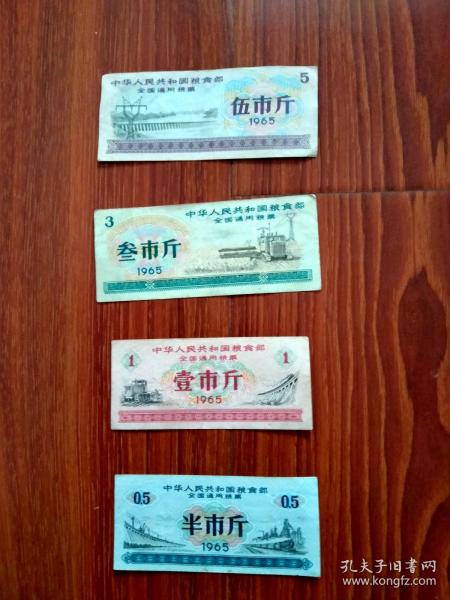 5
中华人民共和国粮食部
全国通用粮票
伍市斤
1965
3
中华人民共和国粮食部
全国通用粮票
叁市斤
1965
中华人民共和国粮食部
全国通用粮票
1
1
壹市斤
1965
中华人民共和国粮食部
全国通用粮票
0.5
0.5
半市斤
1965
孔夫子旧书网
www.kongfz.com